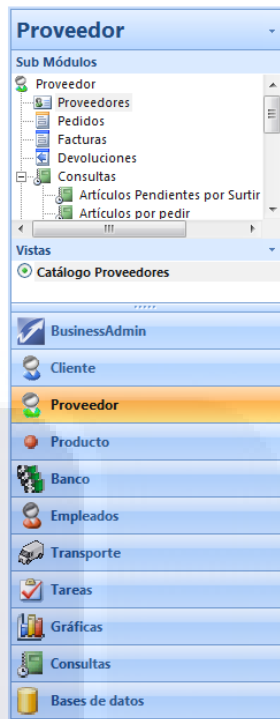 Proveedor
Sub Módulos
Proveedor
Proveedores
Pedidos
Facturas
Devoluciones
Consultas
Artículos Pendientes por Surtir
Artículos por pedir
Vistas
Catálogo Proveedores
BusinessAdmin
Cliente
Proveedor
Producto
Banco
Empleados
Transporte
Tareas
Gráficas
Consultas
Bases de datos